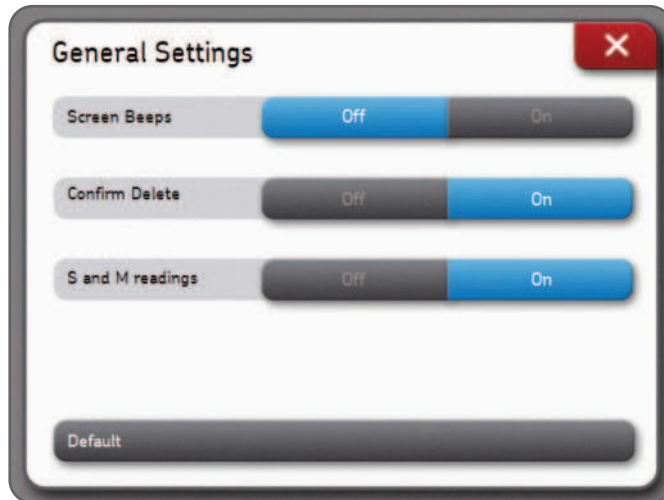 General Settings
Screen Beeps Off On
Confirm Delete Off On
S and M readings Off On
Default